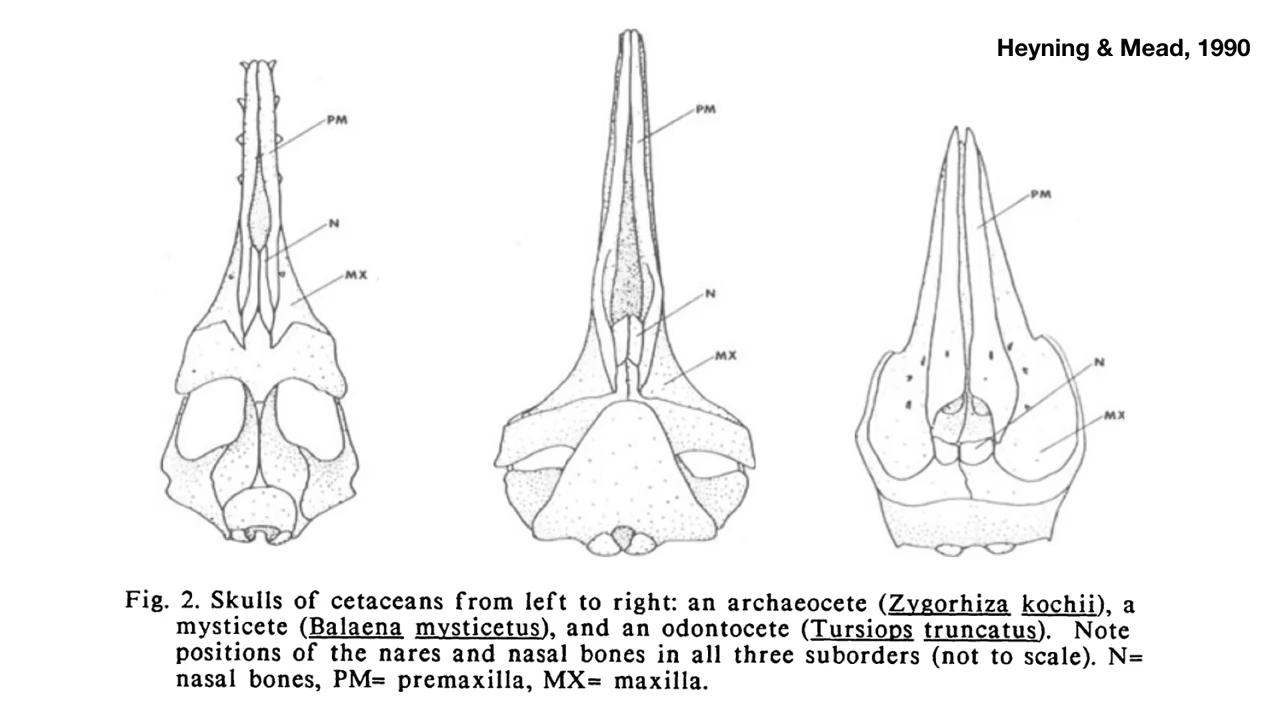 Heyning & Mead, 1990
PM
N
MX
PM
N
MX
PM
N
MX
Fig. 2. Skulls of cetaceans from left to right: an archaeocete (Zygorhiza kochii), a
mysticete (Balaena mysticetus), and an odontocete (Tursiops truncatus). Note
positions of the nares and nasal bones in all three suborders (not to scale). N=
nasal bones, PM= premaxilla, MX= maxilla.